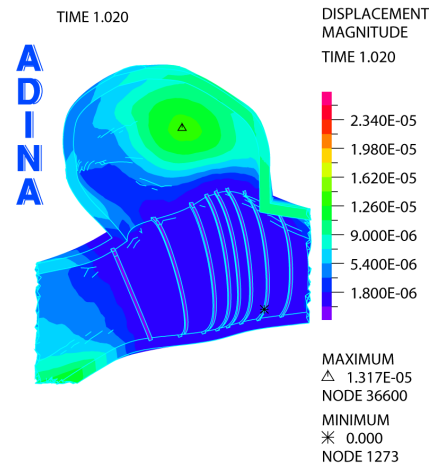 TIME 1.020
ADINA
DISPLACEMENT
MAGNITUDE
TIME 1.020
2.340E-05
1.980E-05
1.620E-05
1.260E-05
9.000E-06
5.400E-06
1.800E-06
MAXIMUM
△ 1.317E-05
NODE 36600
MINIMUM
✳ 0.000
NODE 1273